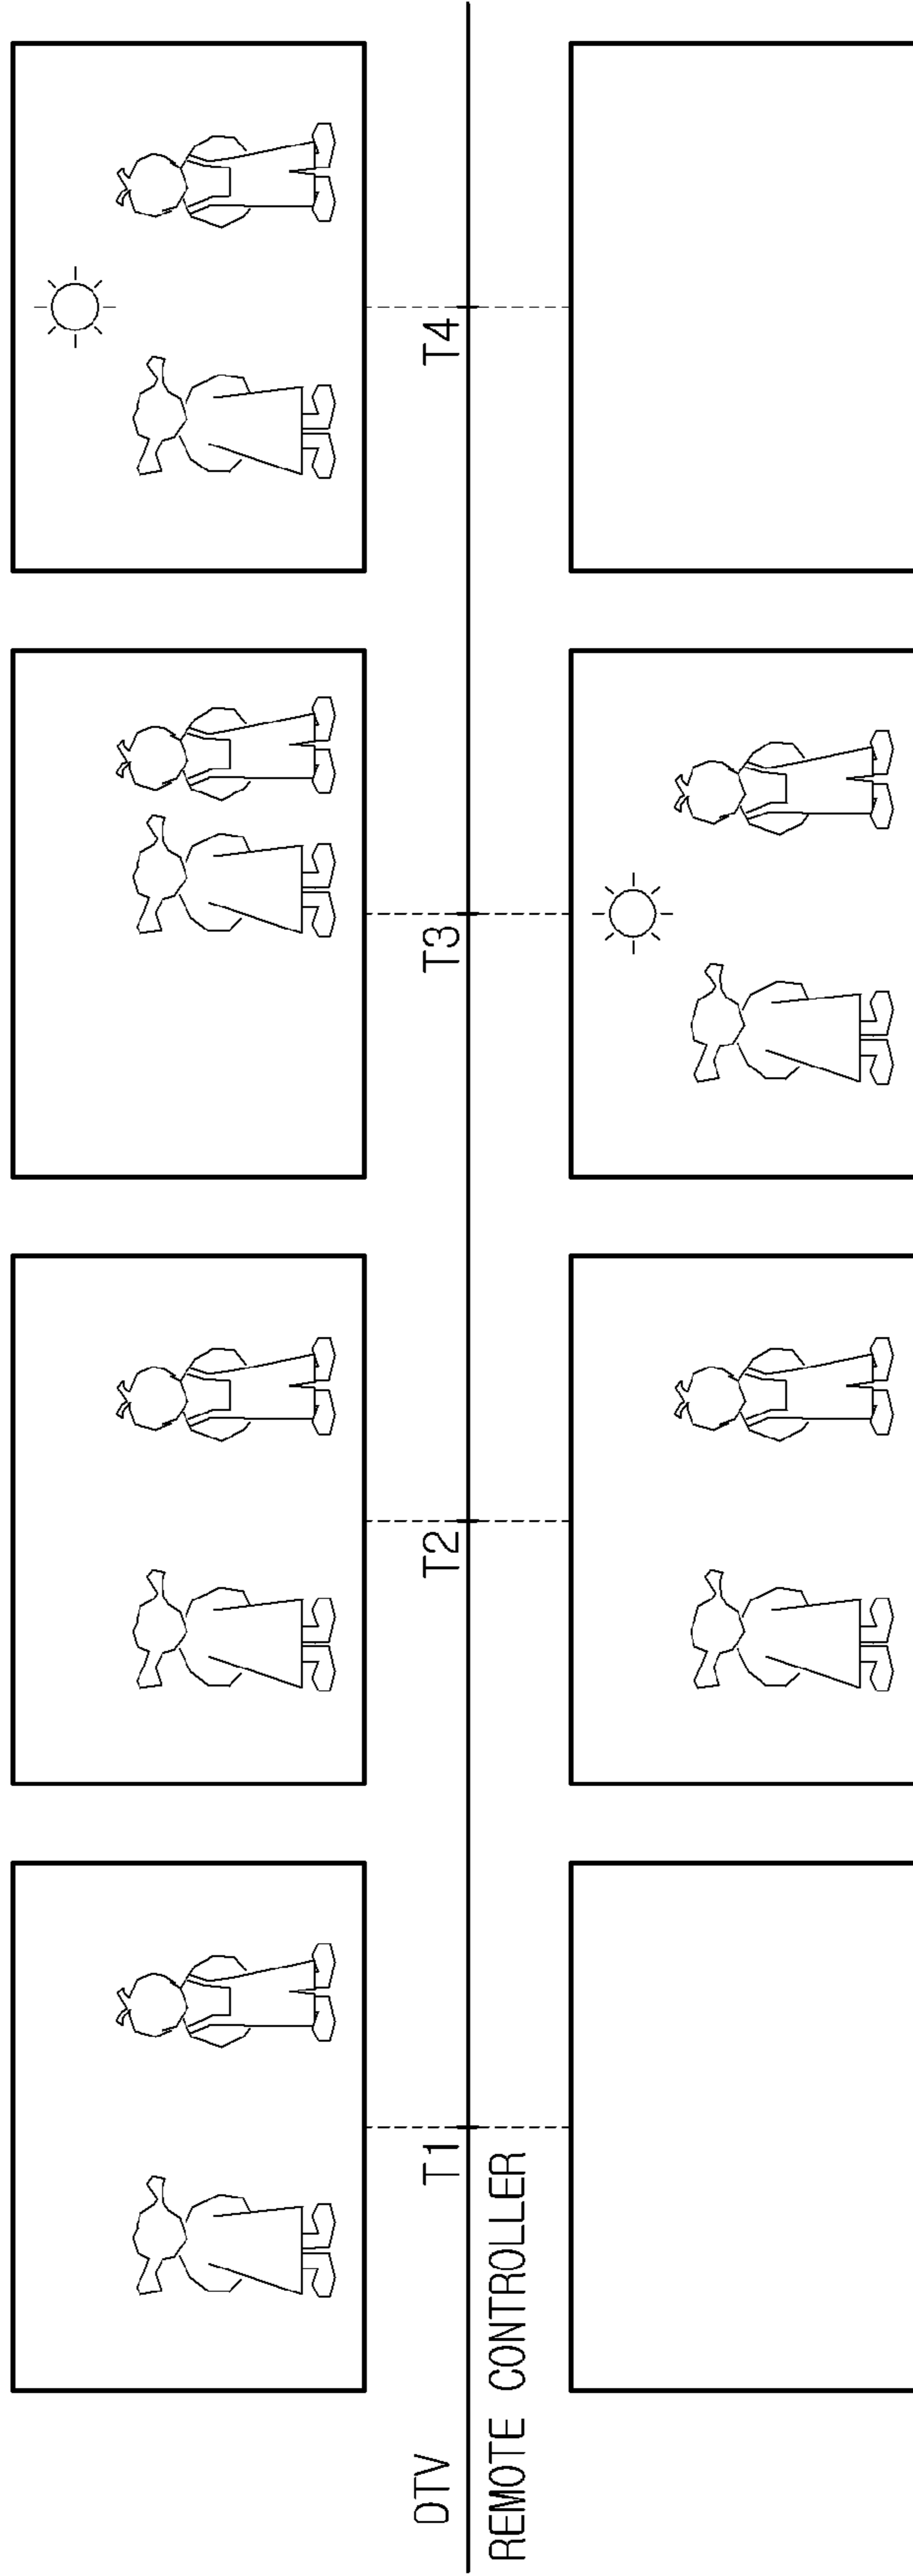 DTV
T1
T2
T3
T4
REMOTE CONTROLLER